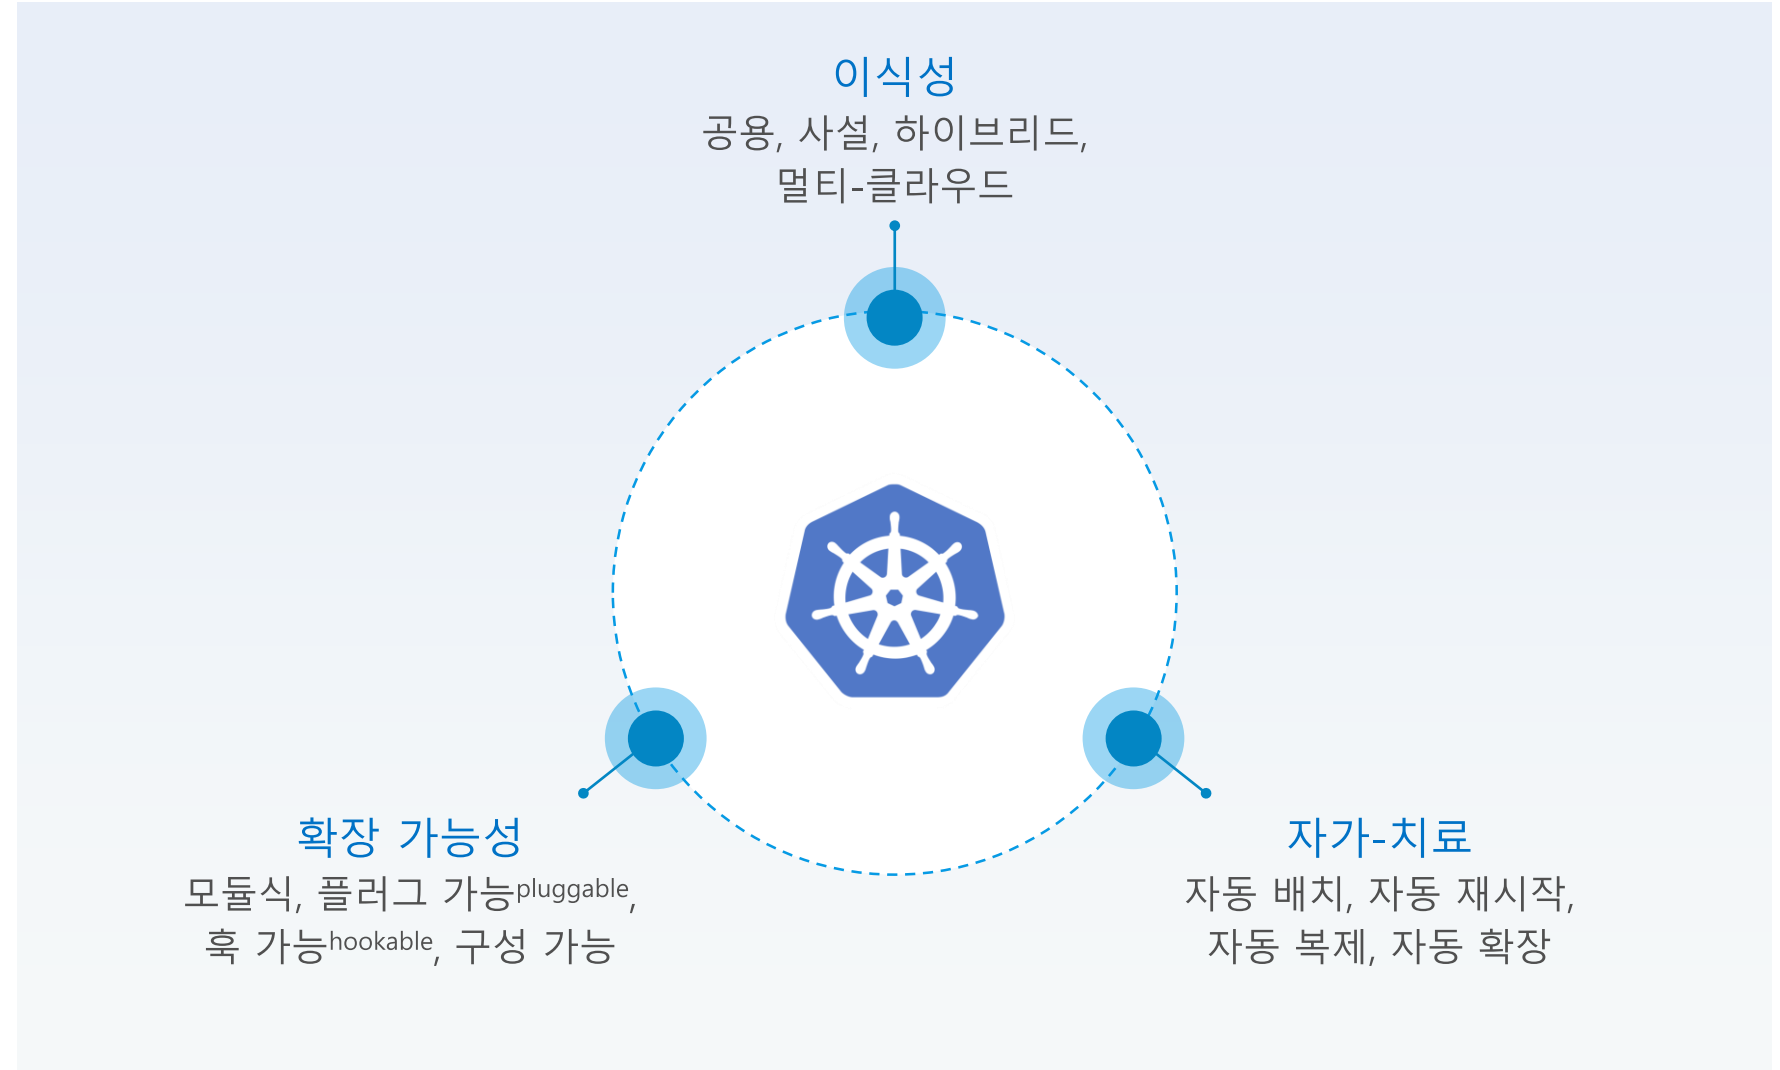 이식성
공용, 사설, 하이브리드,
멀티-클라우드
확장 가능성
모듈식, 플러그 가능pluggable,
훅 가능hookable, 구성 가능
자가-치료
자동 배치, 자동 재시작,
자동 복제, 자동 확장